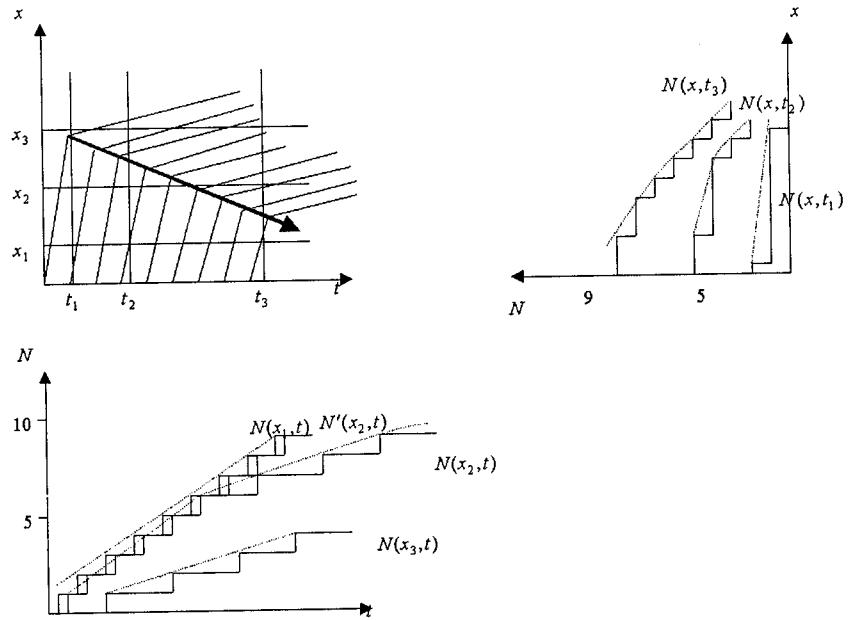 x
x₃
x₂
x₁
t₁
t₂
t₃
t
x
N(x,t₃)
N(x,t₂)
N(x,t₁)
N
9
5
N
10
5
N(x₁,t)
N'(x₂,t)
N(x₂,t)
N(x₃,t)
t